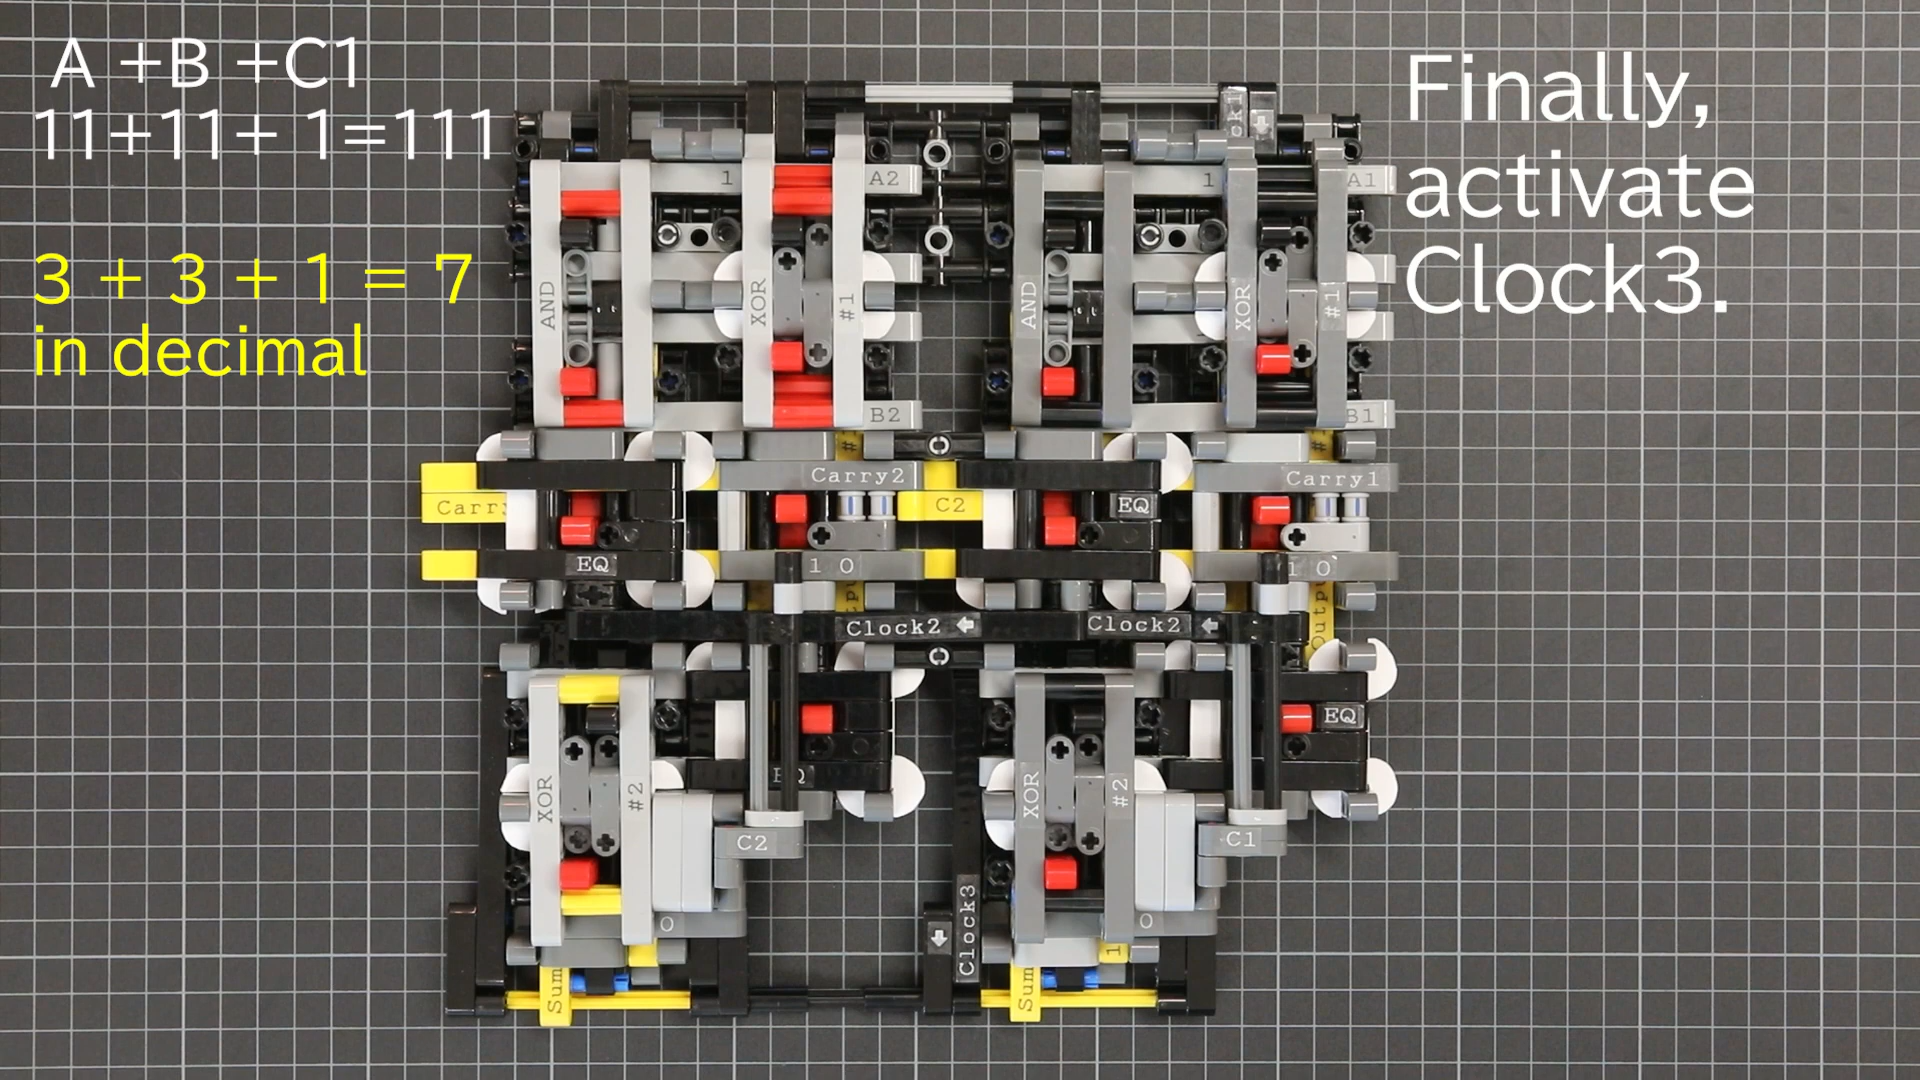 A +B +C1
11+11+ 1=111
3 + 3 + 1 = 7
in decimal
Finally,
activate
Clock3.
1 A2
1 A1
AND XOR #1
AND XOR #1
B2
B1
Carry2
Carry1
C2
EQ
EQ
1 0
1 0
Clock2 ←
Clock2 ←
EQ
XOR #2
XOR #2
C2
C1
0
0
Clock3
1
Sum
Sum